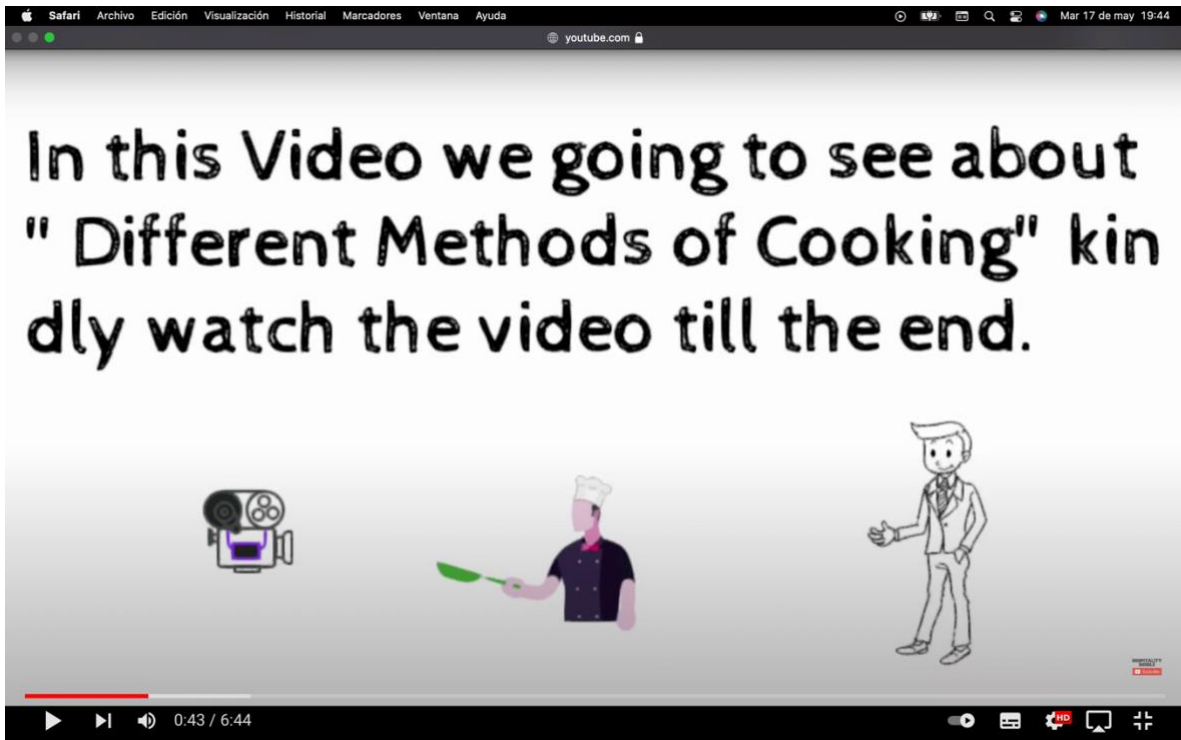 Safari Archivo Edición Visualización Historial Marcadores Ventana Ayuda Mar 17 de may 19:44
youtube.com
In this Video we going to see about
" Different Methods of Cooking" kin
dly watch the video till the end.
HOSPITALITY
0:43 / 6:44 HD